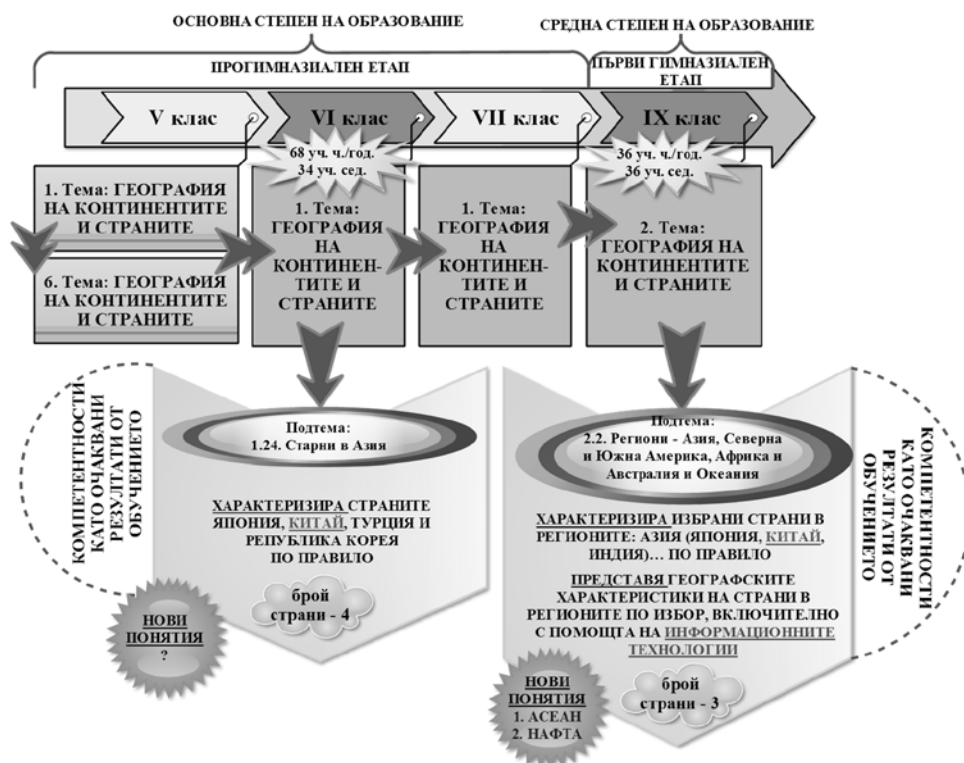 ОСНОВНА СТЕПЕН НА ОБРАЗОВАНИЕ
СРЕДНА СТЕПЕН НА ОБРАЗОВАНИЕ
ПРОГИМНАЗИАЛЕН ЕТАП
ПЪРВИ ГИМНАЗИАЛЕН
ЕТАП
V клас
VI клас
VII клас
IX клас
68 уч. ч./год.
34 уч. сед.
36 уч. ч./год.
36 уч. сед.
1. Тема: ГЕОГРАФИЯ
НА КОНТИНЕНТИТЕ
И СТРАНИТЕ
6. Тема: ГЕОГРАФИЯ
НА КОНТИНЕНТИТЕ
И СТРАНИТЕ
1. Тема:
ГЕОГРАФИЯ
НА
КОНТИНЕН-
ТИТЕ И
СТРАНИТЕ
1. Тема:
ГЕОГРАФИЯ
НА
КОНТИНЕН-
ТИТЕ И
СТРАНИТЕ
2. Тема:
ГЕОГРАФИЯ НА
КОНТИНЕНТИТЕ
И СТРАНИТЕ
КОМПЕТЕНТНОСТИ
КАТО ОЧАКВАНИ
РЕЗУЛТАТИ ОТ
ОБУЧЕНИЕТО
Подтема:
1.24. Старни в Азия
ХАРАКТЕРИЗИРА СТРАНИТЕ
ЯПОНИЯ, КИТАЙ, ТУРЦИЯ И
РЕПУБЛИКА КОРЕЯ
ПО ПРАВИЛО
брой
страни - 4
НОВИ
ПОНЯТИЯ
?
Подтема:
2.2. Региони - Азия, Северна
и Южна Америка, Африка и
Австралия и Океания
ХАРАКТЕРИЗИРА ИЗБРАНИ СТРАНИ В
РЕГИОНИТЕ: АЗИЯ (ЯПОНИЯ, КИТАЙ,
ИНДИЯ)… ПО ПРАВИЛО
ПРЕДСТАВЯ ГЕОГРАФСКИТЕ
ХАРАКТЕРИСТИКИ НА СТРАНИ В
РЕГИОНИТЕ ПО ИЗБОР, ВКЛЮЧИТЕЛНО
С ПОМОЩТА НА ИНФОРМАЦИОННИТЕ
ТЕХНОЛОГИИ
брой
страни - 3
НОВИ
ПОНЯТИЯ
1. АСЕАН
2. НАФТА
КОМПЕТЕНТНОСТИ
КАТО ОЧАКВАНИ
РЕЗУЛТАТИ ОТ
ОБУЧЕНИЕТО